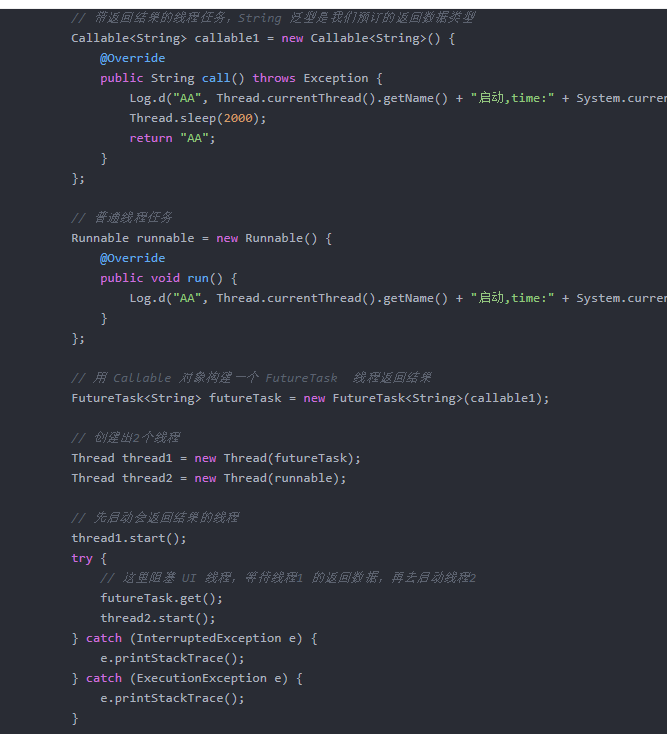 // 带返回结果的线程任务，String 泛型是我们预订的返回数据类型
Callable<String> callable1 = new Callable<String>() {
@Override
public String call() throws Exception {
Log.d("AA", Thread.currentThread().getName() + "启动,time:" + System.curren
Thread.sleep(2000);
return "AA";
}
};
// 普通线程任务
Runnable runnable = new Runnable() {
@Override
public void run() {
Log.d("AA", Thread.currentThread().getName() + "启动,time:" + System.curren
}
};
// 用 Callable 对象构建一个 FutureTask  线程返回结果
FutureTask<String> futureTask = new FutureTask<String>(callable1);
// 创建出2个线程
Thread thread1 = new Thread(futureTask);
Thread thread2 = new Thread(runnable);
// 先启动会返回结果的线程
thread1.start();
try {
// 这里阻塞 UI 线程，等待线程1 的返回数据，再去启动线程2
futureTask.get();
thread2.start();
} catch (InterruptedException e) {
e.printStackTrace();
} catch (ExecutionException e) {
e.printStackTrace();
}